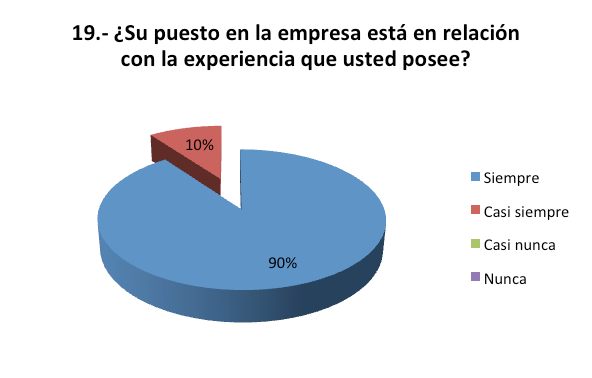 19.- ¿Su puesto en la empresa está en relación
con la experiencia que usted posee?
10%
90%
Siempre
Casi siempre
Casi nunca
Nunca